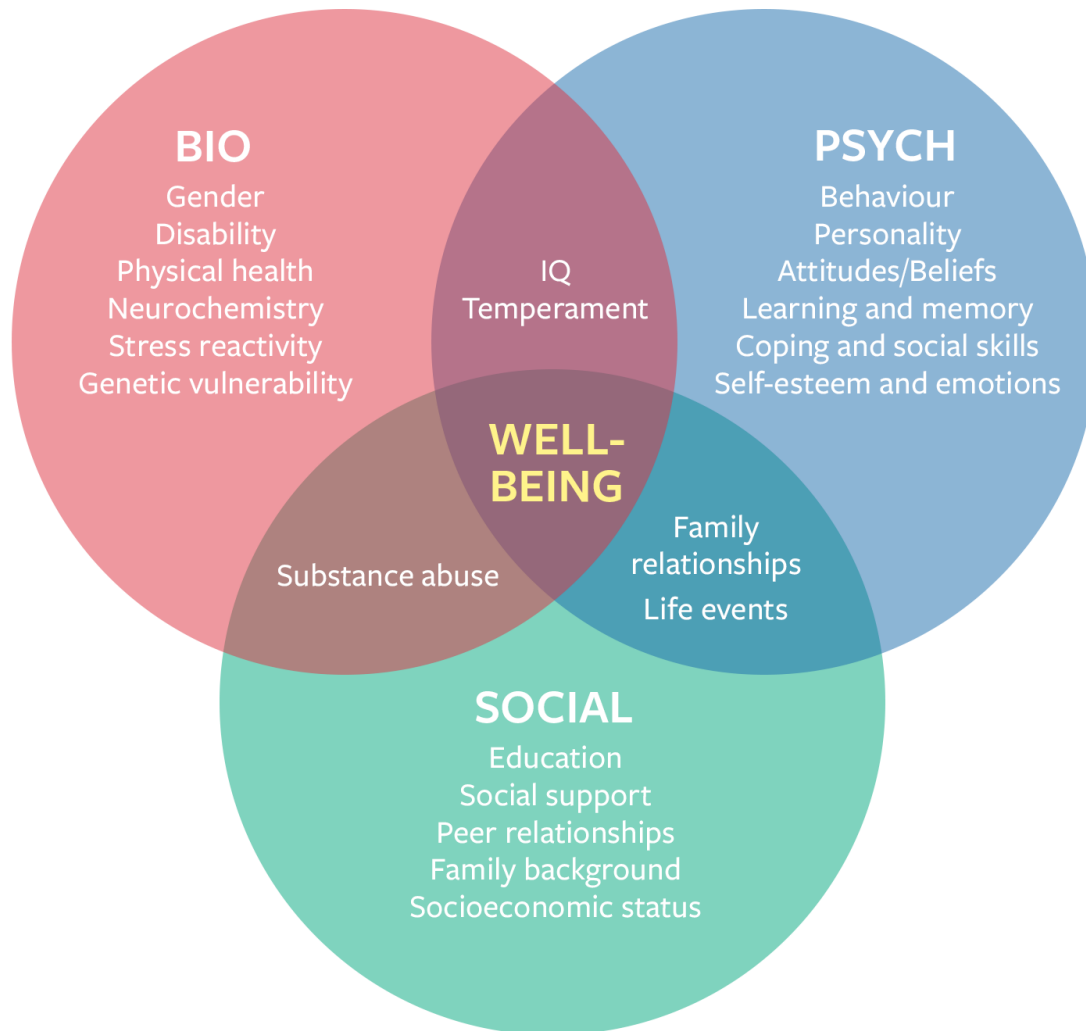 BIO
Gender
Disability
Physical health
Neurochemistry
Stress reactivity
Genetic vulnerability
PSYCH
Behaviour
Personality
Attitudes/Beliefs
Learning and memory
Coping and social skills
Self-esteem and emotions
IQ
Temperament
WELL-
BEING
Substance abuse
Family
relationships
Life events
SOCIAL
Education
Social support
Peer relationships
Family background
Socioeconomic status